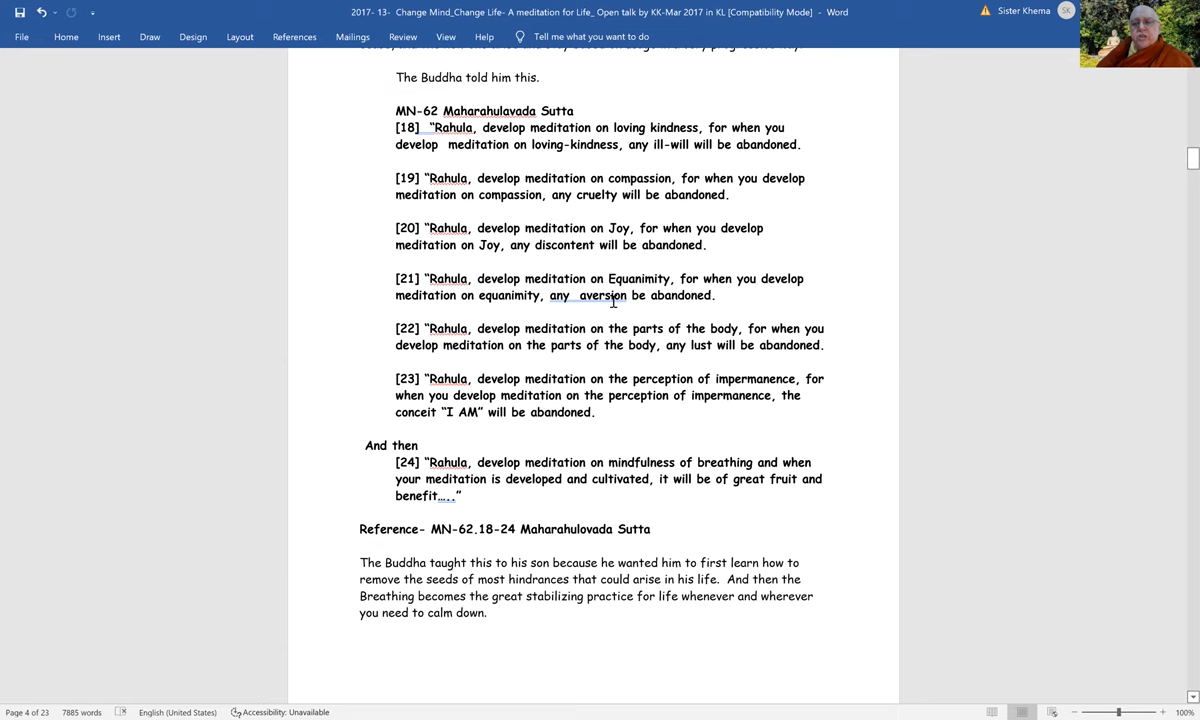 2017- 13- Change Mind_Change Life- A meditation for Life_ Open talk by KK-Mar 2017 in KL [Compatibility Mode] - Word
Sister Khema
SK
File Home Insert Draw Design Layout References Mailings Review View Help Tell me what you want to do
The Buddha told him this.
MN-62 Maharahulavada Sutta
[18] “Rahula, develop meditation on loving kindness, for when you
develop meditation on loving-kindness, any ill-will will be abandoned.
[19] “Rahula, develop meditation on compassion, for when you develop
meditation on compassion, any cruelty will be abandoned.
[20] “Rahula, develop meditation on Joy, for when you develop
meditation on Joy, any discontent will be abandoned.
[21] “Rahula, develop meditation on Equanimity, for when you develop
meditation on equanimity, any aversion be abandoned.
[22] “Rahula, develop meditation on the parts of the body, for when you
develop meditation on the parts of the body, any lust will be abandoned.
[23] “Rahula, develop meditation on the perception of impermanence, for
when you develop meditation on the perception of impermanence, the
conceit “I AM” will be abandoned.
And then
[24] “Rahula, develop meditation on mindfulness of breathing and when
your meditation is developed and cultivated, it will be of great fruit and
benefit…..”
Reference- MN-62.18-24 Maharahulovada Sutta
The Buddha taught this to his son because he wanted him to first learn how to
remove the seeds of most hindrances that could arise in his life. And then the
Breathing becomes the great stabilizing practice for life whenever and wherever
you need to calm down.
Page 4 of 23 7885 words English (United States) Accessibility: Unavailable 100%